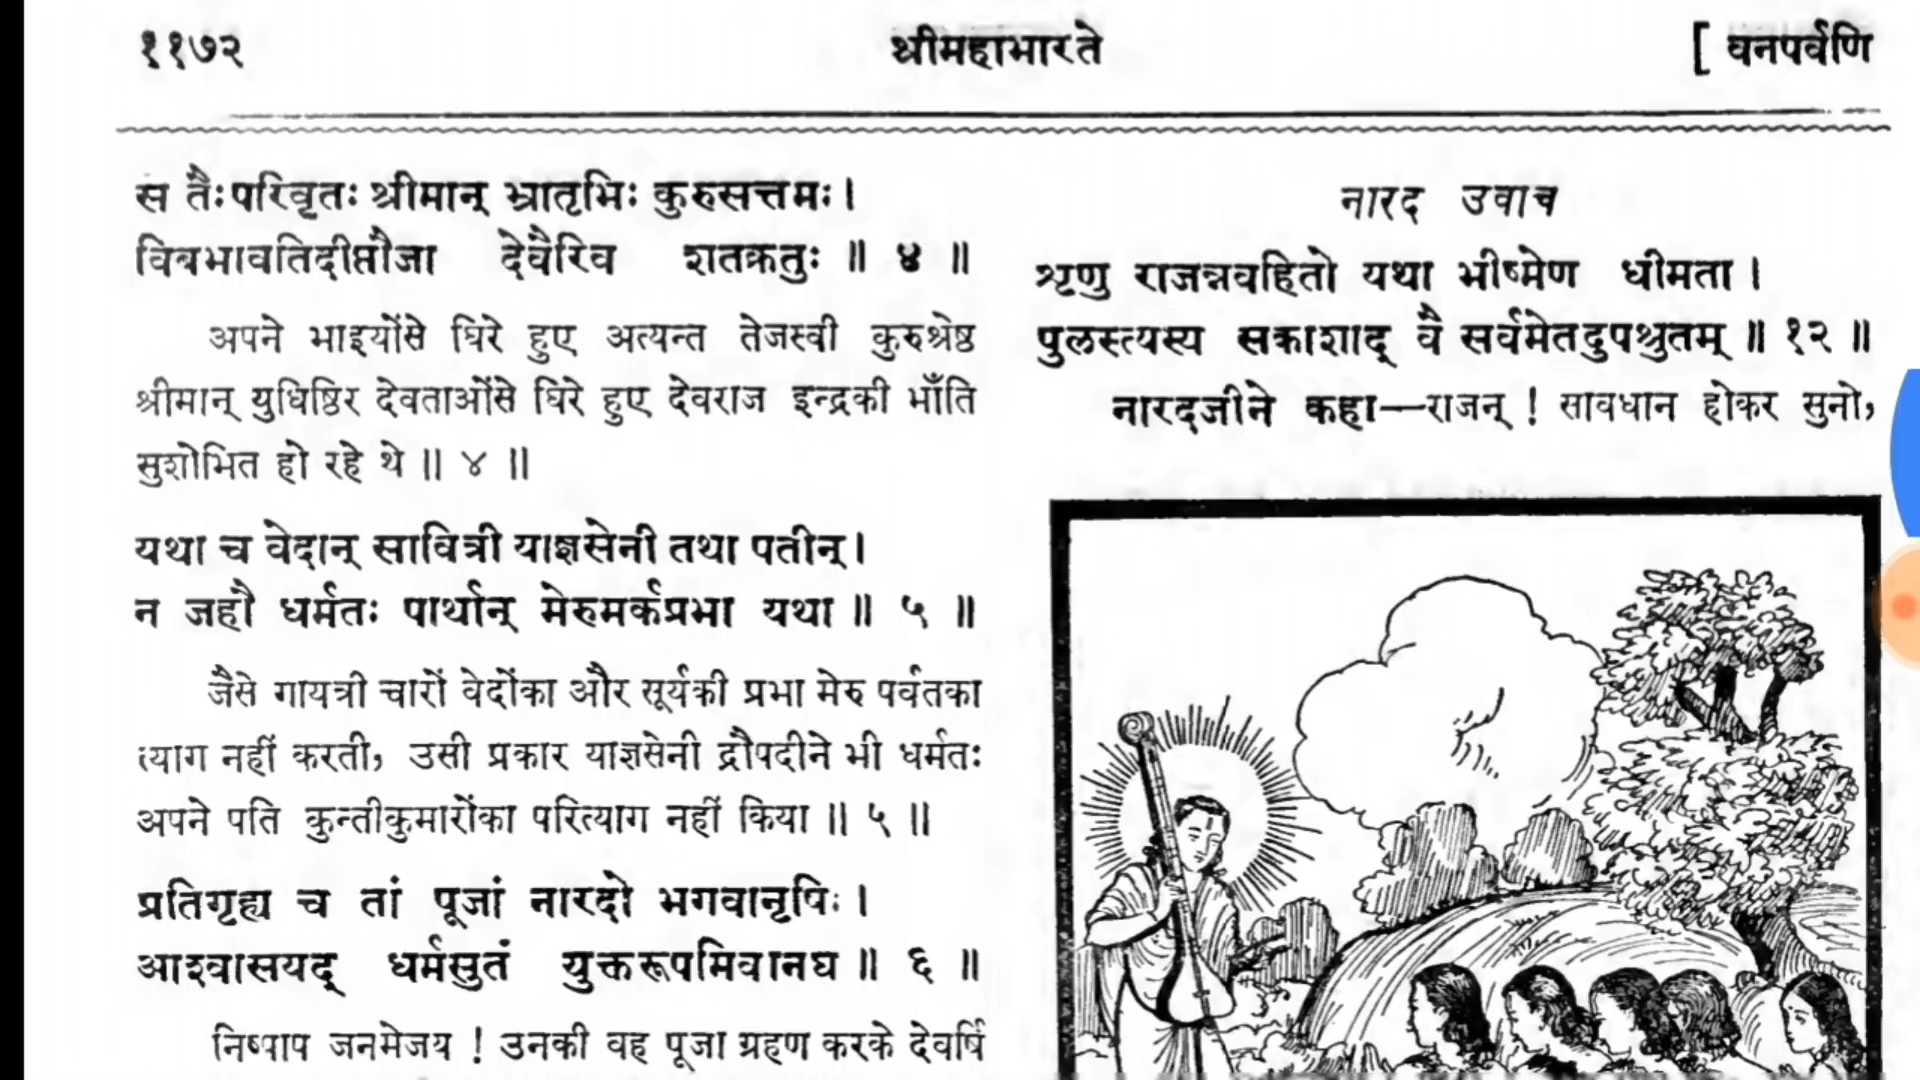 ११७२ श्रीमहाभारते [ वनपर्वणि
स तैः परिवृतः श्रीमान् भ्रातृभिः कुरुसत्तमः ।
विबभावतिदीप्तौजा देवैरिव शतक्रतुः ॥ ४ ॥
अपने भाइयोंसे घिरे हुए अत्यन्त तेजस्वी कुरुश्रेष्ठ
श्रीमान् युधिष्ठिर देवताओंसे घिरे हुए देवराज इन्द्रकी भाँति
सुशोभित हो रहे थे ॥ ४ ॥
यथा च वेदान् सावित्री याज्ञसेनी तथा पतीन् ।
न जहौ धर्मतः पार्थान् मेरुमर्कप्रभा यथा ॥ ५ ॥
जैसे गायत्री चारों वेदोंका और सूर्यकी प्रभा मेरु पर्वतका
त्याग नहीं करती, उसी प्रकार याज्ञसेनी द्रौपदीने भी धर्मतः
अपने पति कुन्तीकुमारोंका परित्याग नहीं किया ॥ ५ ॥
प्रतिगृह्य च तां पूजां नारदो भगवानृषिः ।
आश्वासयद् धर्मसुतं युक्तरूपमिवानघ ॥ ६ ॥
निष्पाप जनमेजय ! उनकी वह पूजा ग्रहण करके देवर्षि
नारद उवाच
शृणु राजन्नवहितो यथा भीष्मेण धीमता ।
पुलस्त्यस्य सकाशाद् वै सर्वमेतदुपश्रुतम् ॥ १२ ॥
नारदजीने कहा—राजन् ! सावधान होकर सुनो,